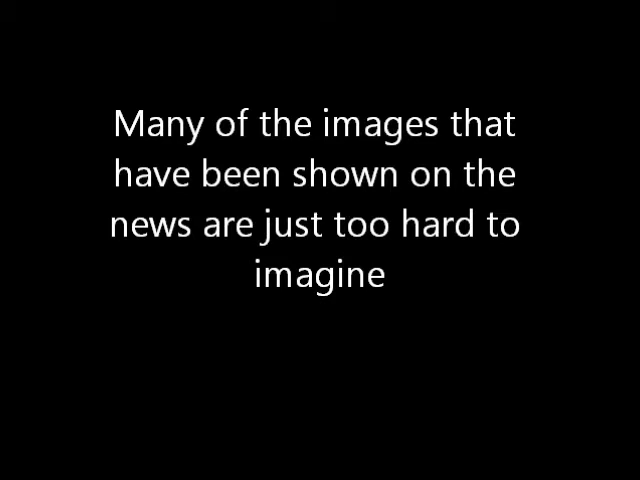 Many of the images that
have been shown on the
news are just too hard to
imagine